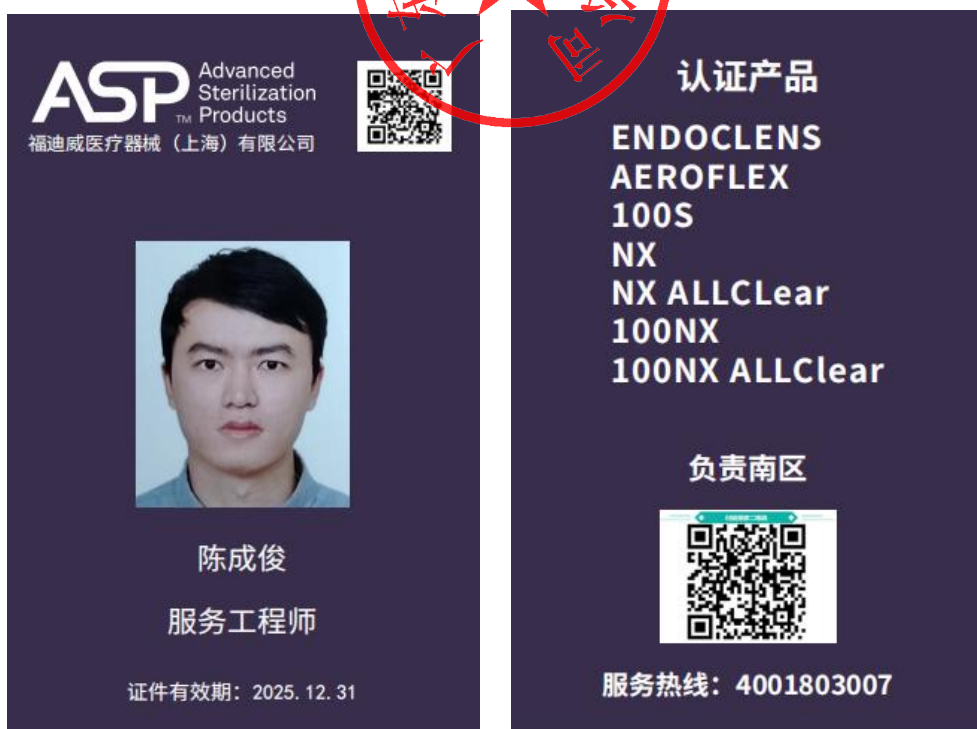 ASP
TM
Advanced
Sterilization
Products
福迪威医疗器械（上海）有限公司
陈成俊
服务工程师
证件有效期：2025.12.31
认证产品
ENDOCLENS
AEROFLEX
100S
NX
NX ALLCLear
100NX
100NX ALLClear
负责南区
服务热线：4001803007